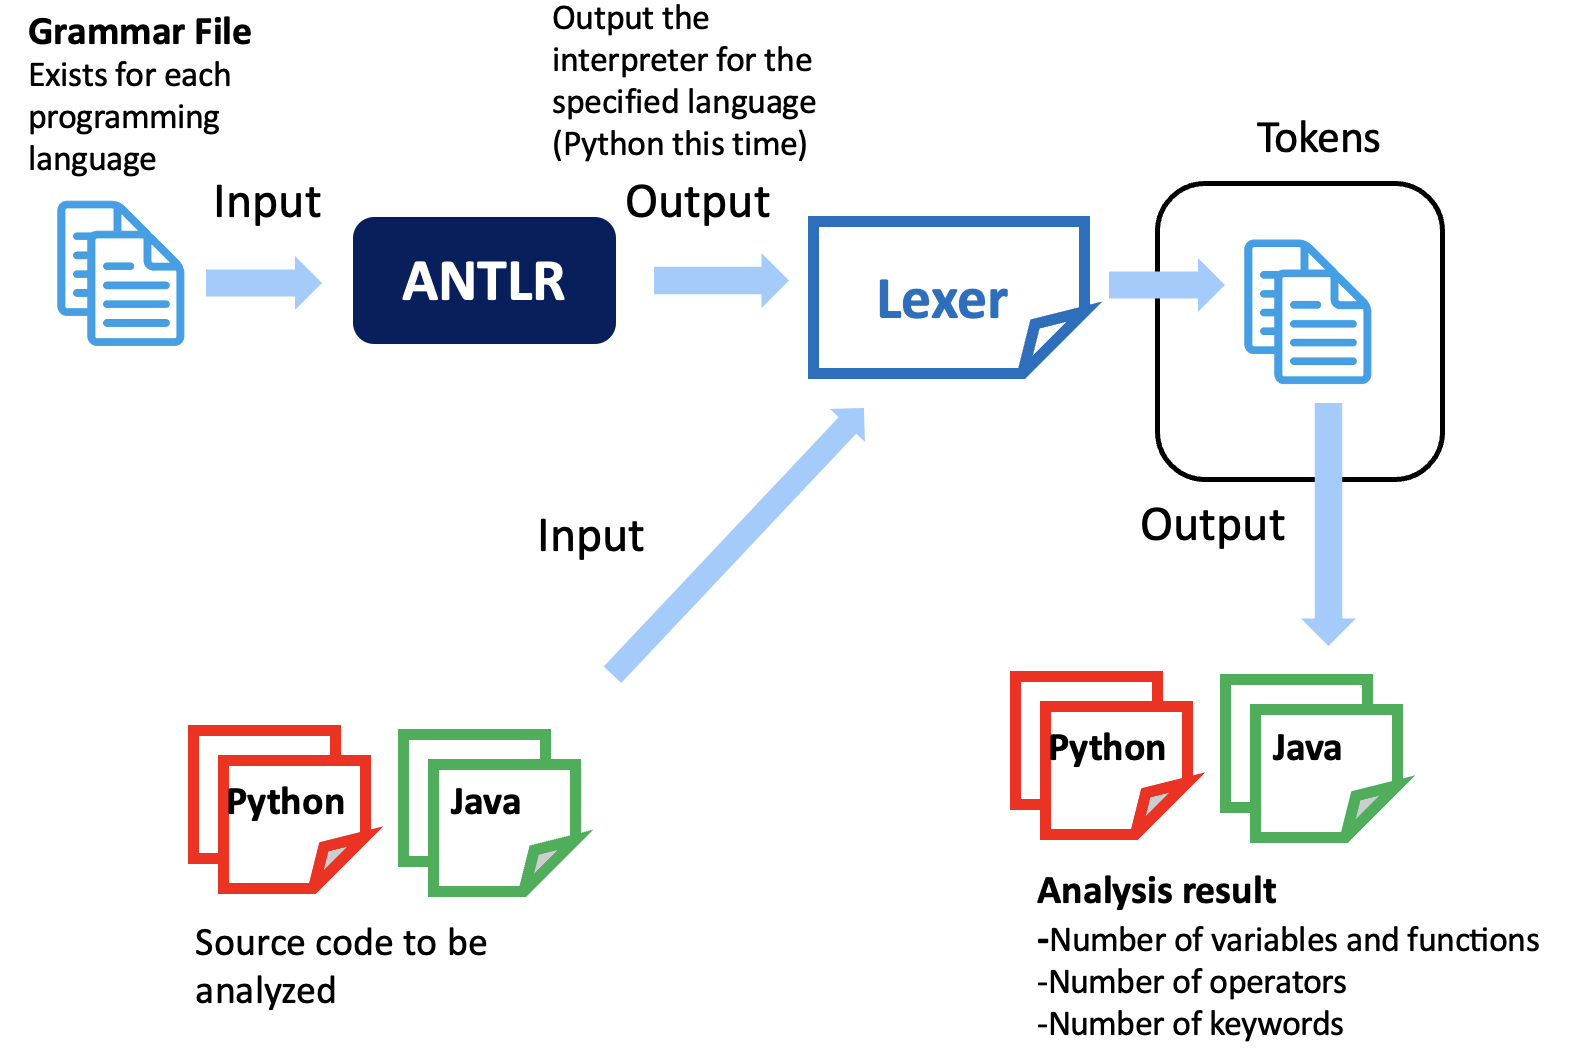 Grammar File
Exists for each
programming
language
Output the
interpreter for the
specified language
(Python this time)
Tokens
Input
Output
ANTLR
Lexer
Input
Output
Python
Java
Python
Java
Source code to be
analyzed
Analysis result
-Number of variables and functions
-Number of operators
-Number of keywords